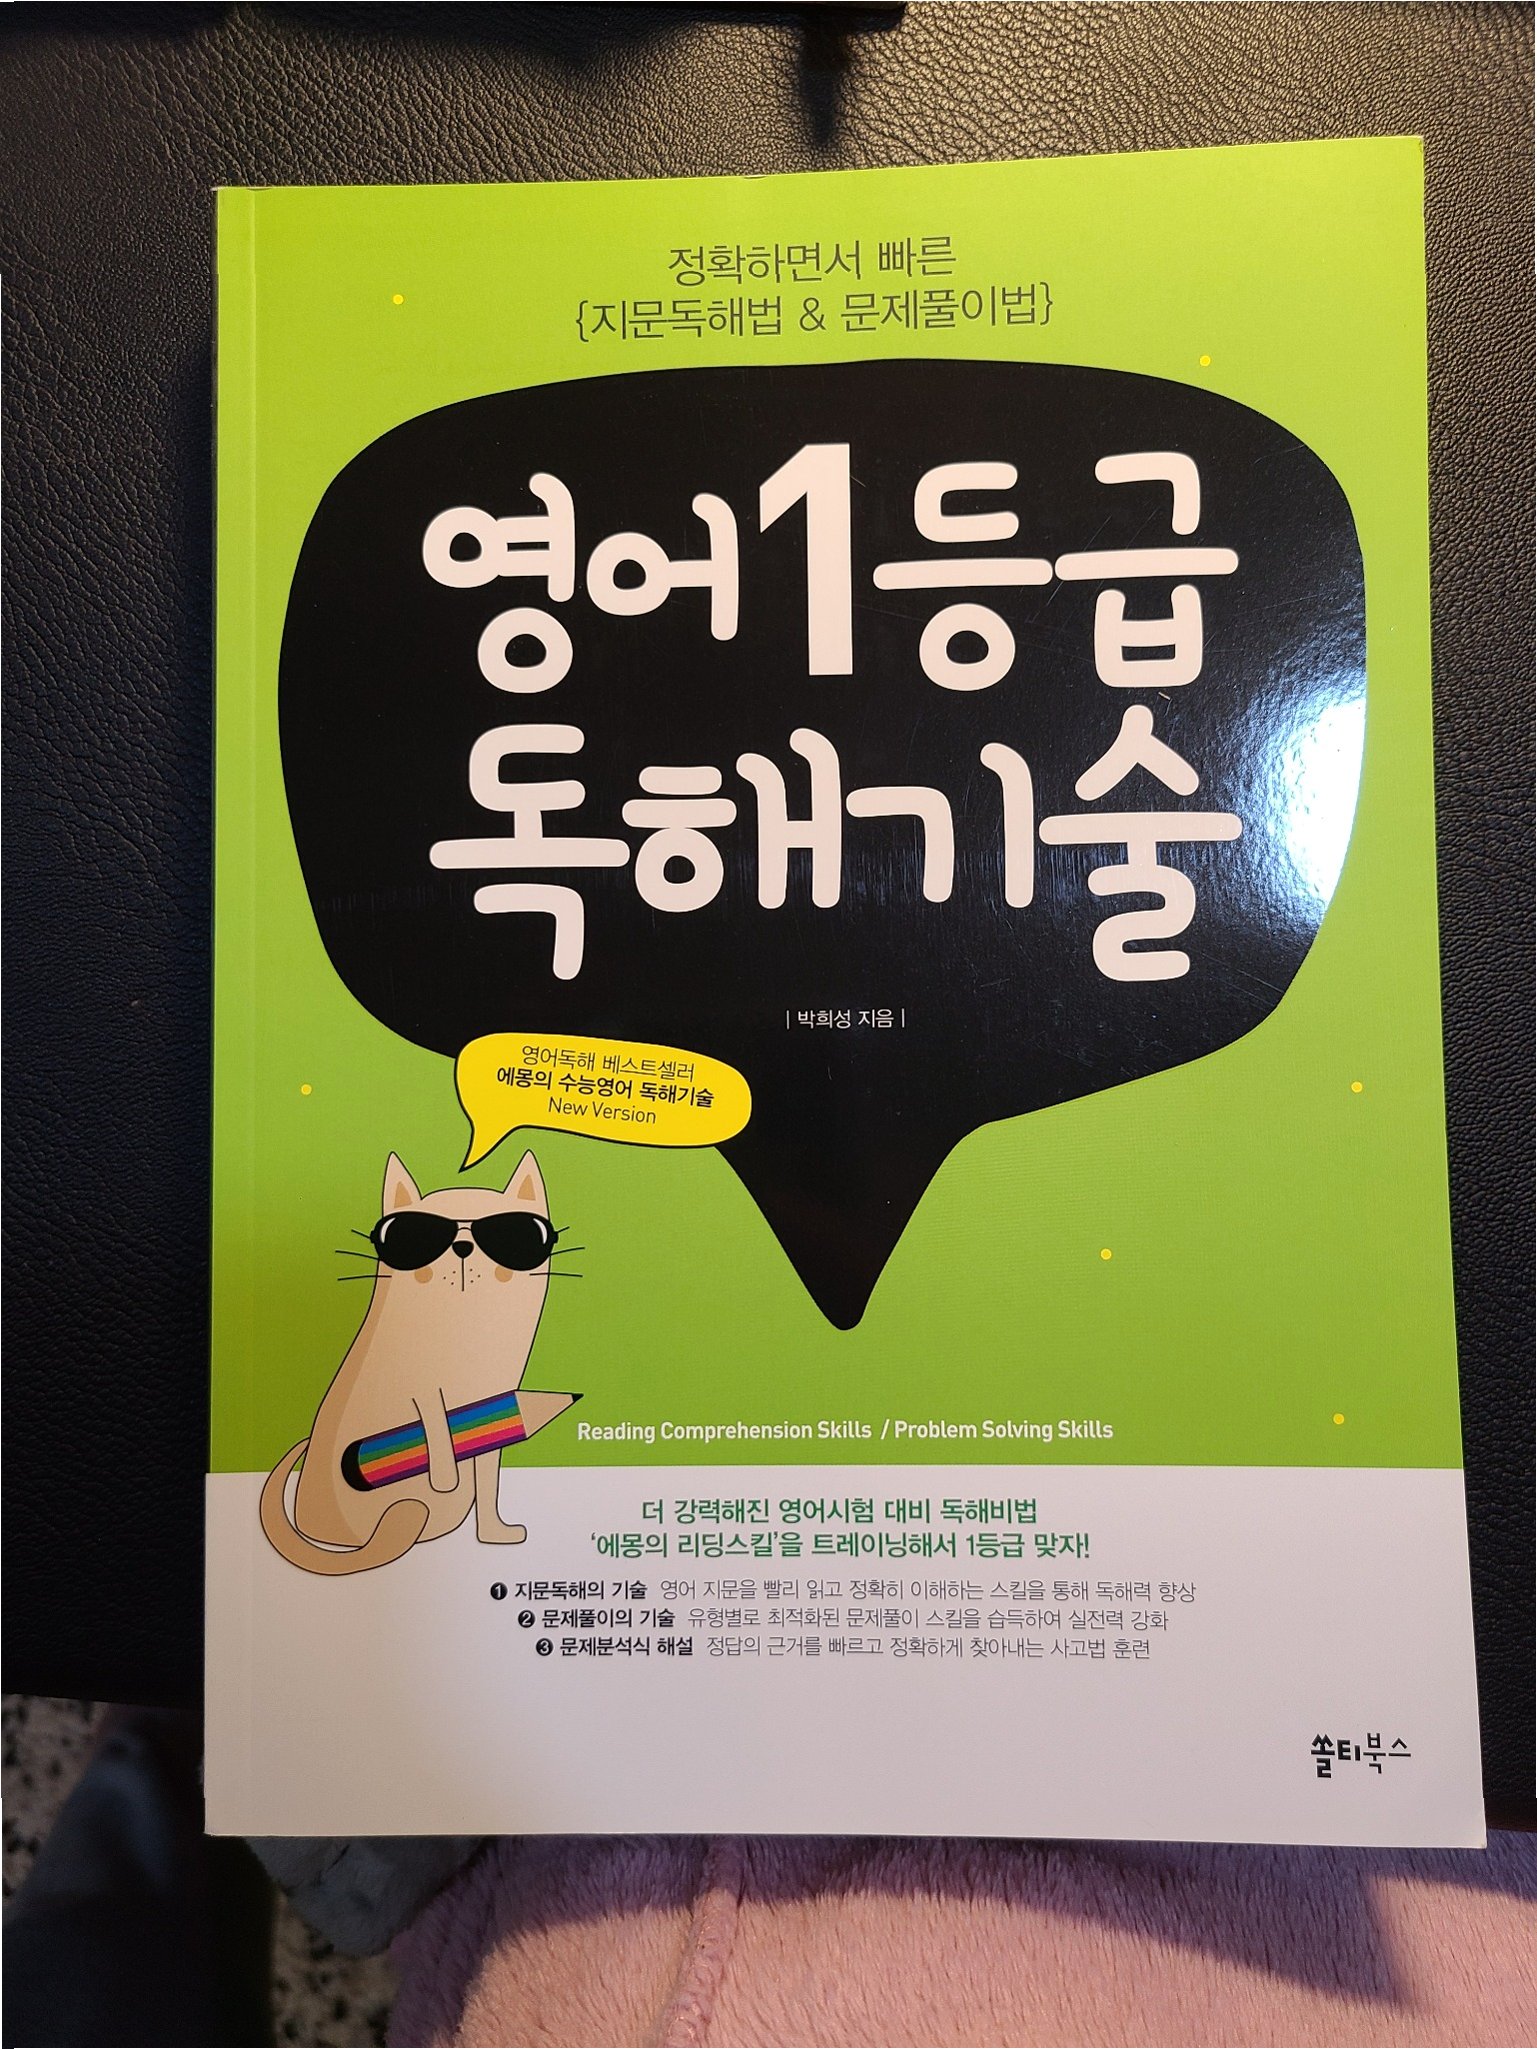 정확하면서 빠른
{지문독해법 & 문제풀이법}
영어1등급
독해기술
| 박희성 지음 |
영어독해 베스트셀러
에몽의 수능영어 독해기술
New Version
Reading Comprehension Skills / Problem Solving Skills
더 강력해진 영어시험 대비 독해비법
‘에몽의 리딩스킬’을 트레이닝해서 1등급 맞자!
❶ 지문독해의 기술 영어 지문을 빨리 읽고 정확히 이해하는 스킬을 통해 독해력 향상
❷ 문제풀이의 기술 유형별로 최적화된 문제풀이 스킬을 습득하여 실전력 강화
❸ 문제분석식 해설 정답의 근거를 빠르고 정확하게 찾아내는 사고법 훈련
쏠티북스